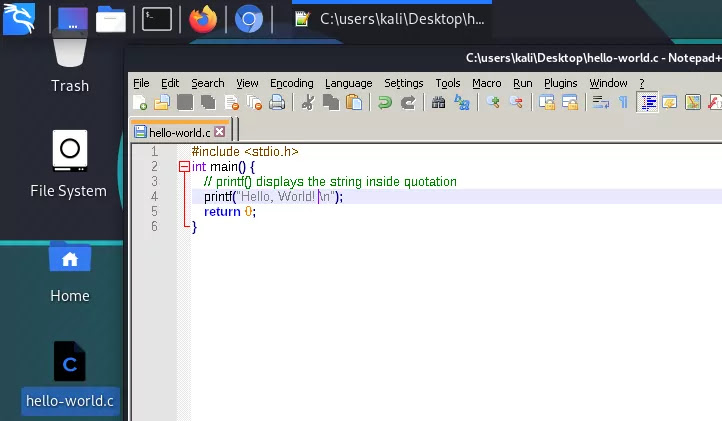 C:\users\kali\Desktop\h...
Trash
File System
Home
hello-world.c
C:\users\kali\Desktop\hello-world.c - Notepad+
File Edit Search View Encoding Language Settings Tools Macro Run Plugins Window ?
hello-world.c
1 #include <stdio.h>
2 int main() {
3 // printf() displays the string inside quotation
4 printf("Hello, World! \n");
5 return 0;
6 }